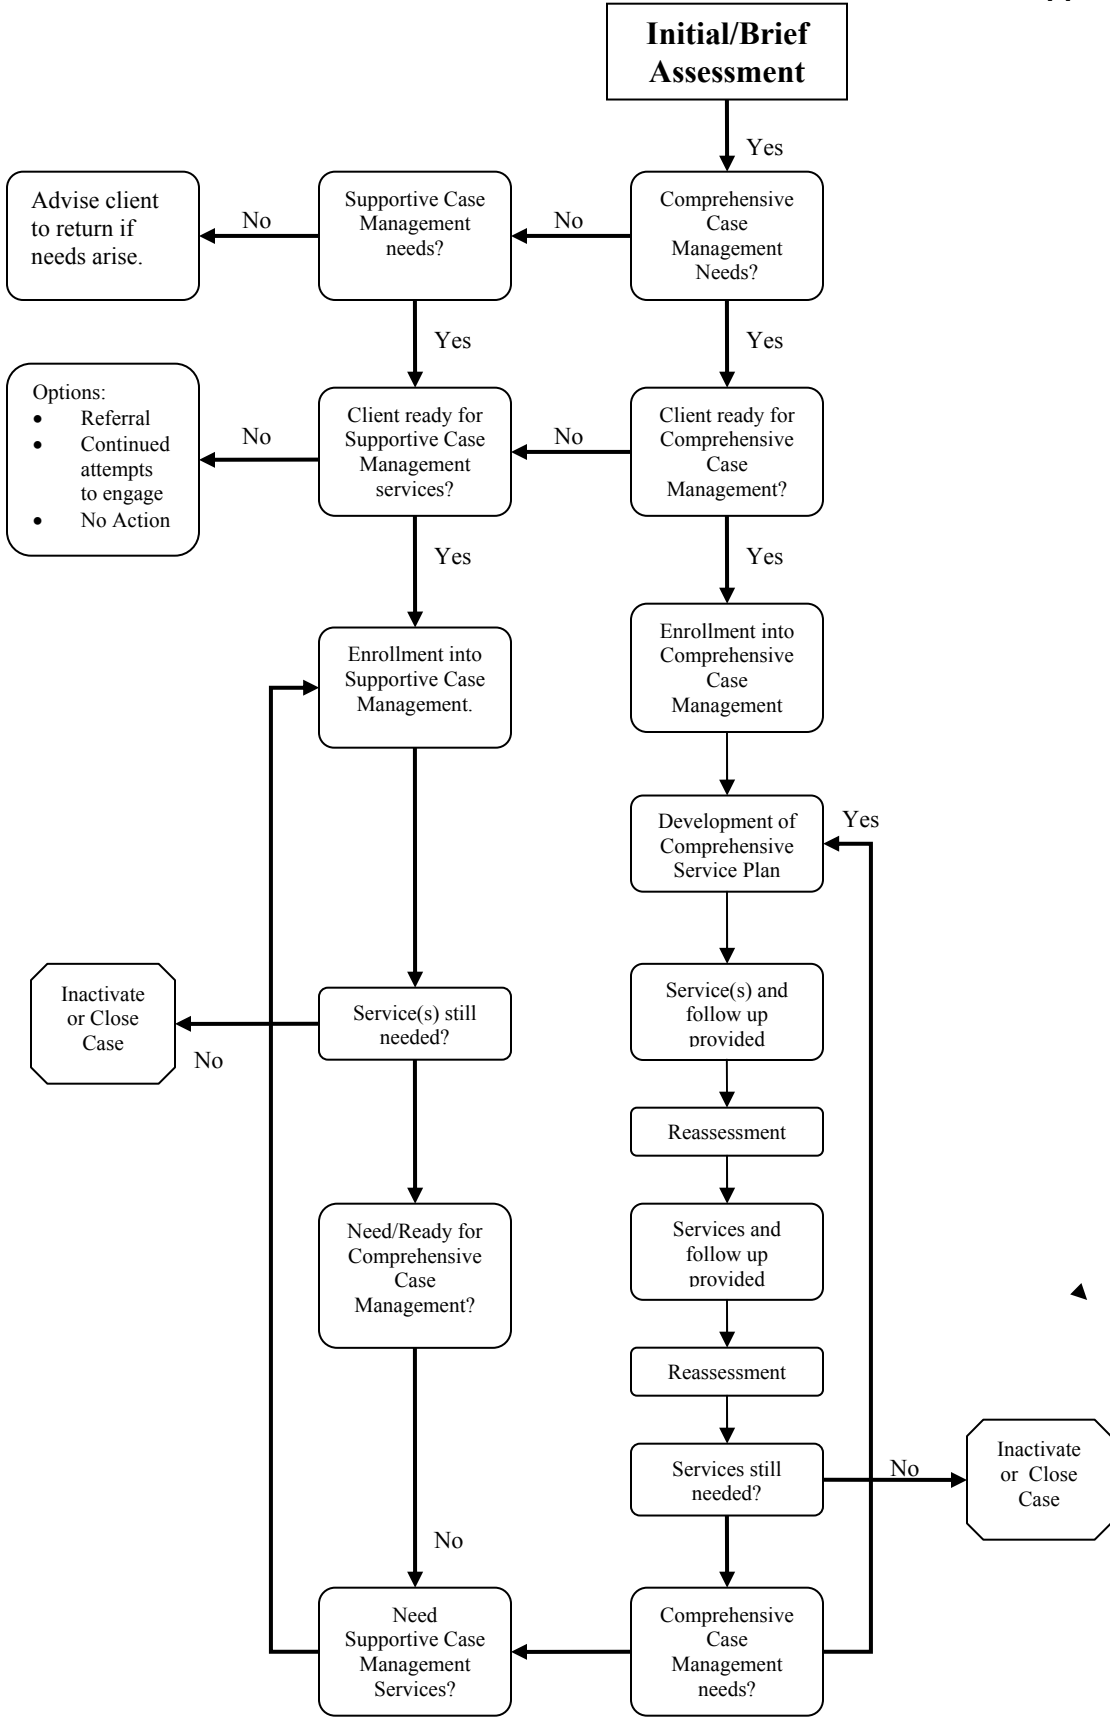 Initial/Brief
Assessment
Yes
Advise client
to return if
needs arise.
No
Supportive Case
Management
needs?
No
Comprehensive
Case
Management
Needs?
Yes
Yes
Options:
• Referral
• Continued
attempts
to engage
• No Action
No
Client ready for
Supportive Case
Management
services?
No
Client ready for
Comprehensive
Case
Management?
Yes
Yes
Enrollment into
Supportive Case
Management.
Enrollment into
Comprehensive
Case
Management
Development of
Comprehensive
Service Plan
Yes
Inactivate
or Close
Case
No
Service(s) still
needed?
Service(s) and
follow up
provided
Reassessment
Need/Ready for
Comprehensive
Case
Management?
Services and
follow up
provided
Reassessment
Services still
needed?
No
Inactivate
or Close
Case
No
Need
Supportive Case
Management
Services?
Comprehensive
Case
Management
needs?